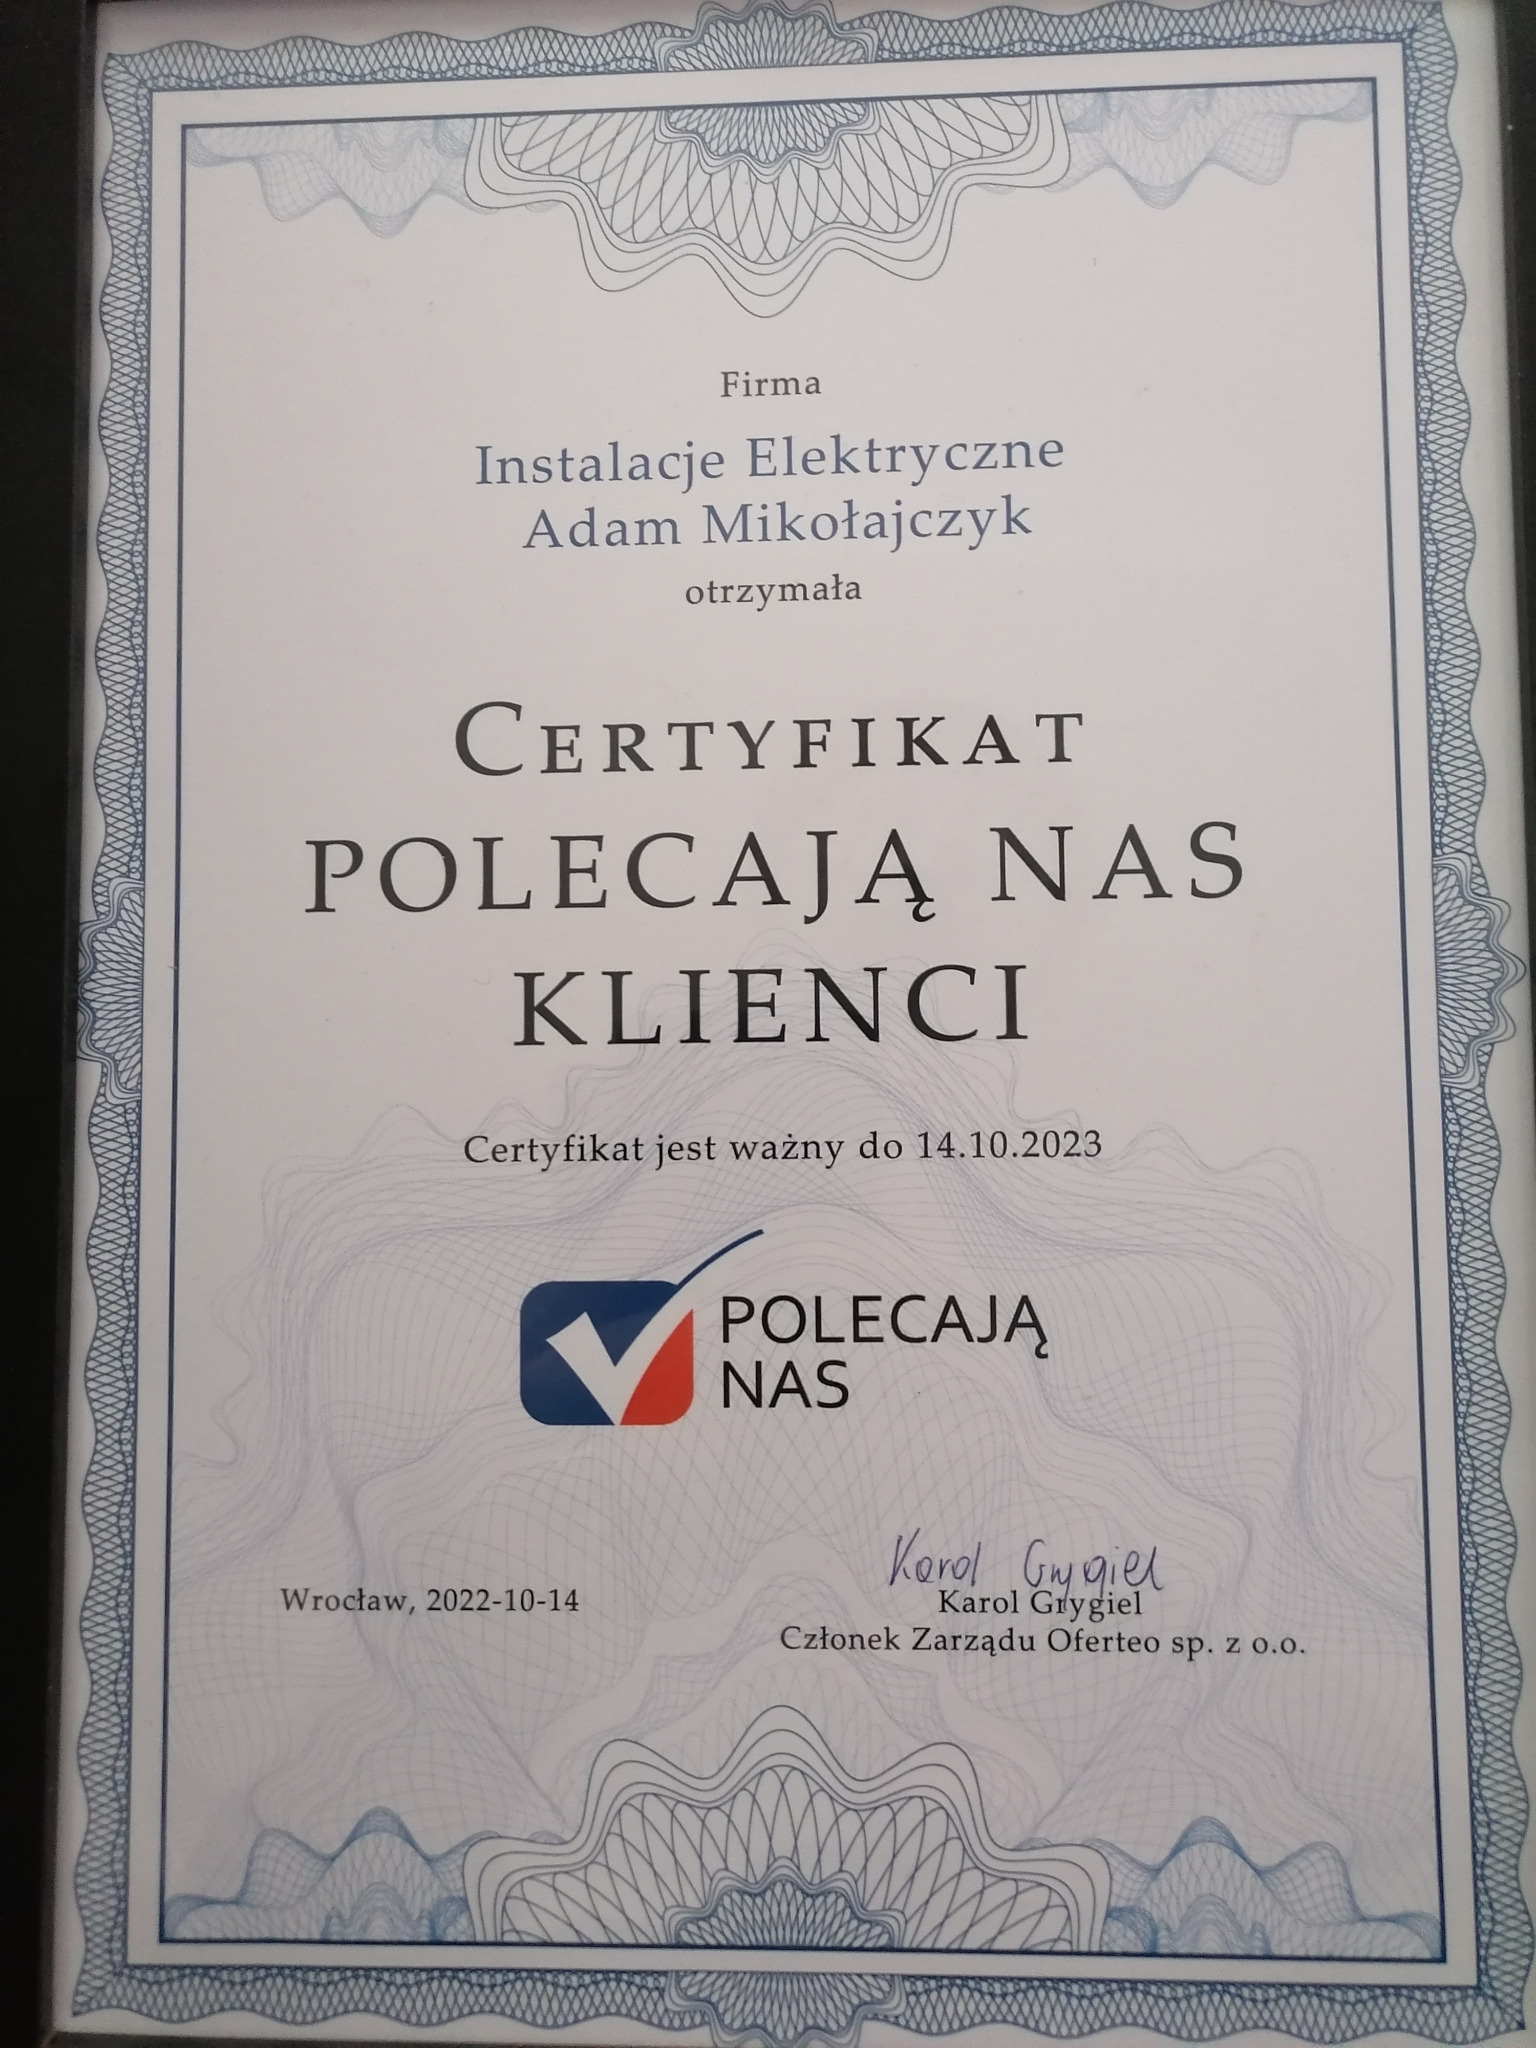 Firma
Instalacje Elektryczne
Adam Mikołajczyk
otrzymała
CERTYFIKAT
POLECAJĄ NAS
KLIENCI
Certyfikat jest ważny do 14.10.2023
POLECAJĄ
NAS
Karol Grygiel
Wrocław, 2022-10-14
Karol Grygiel
Członek Zarządu Oferteo sp. z o.o.